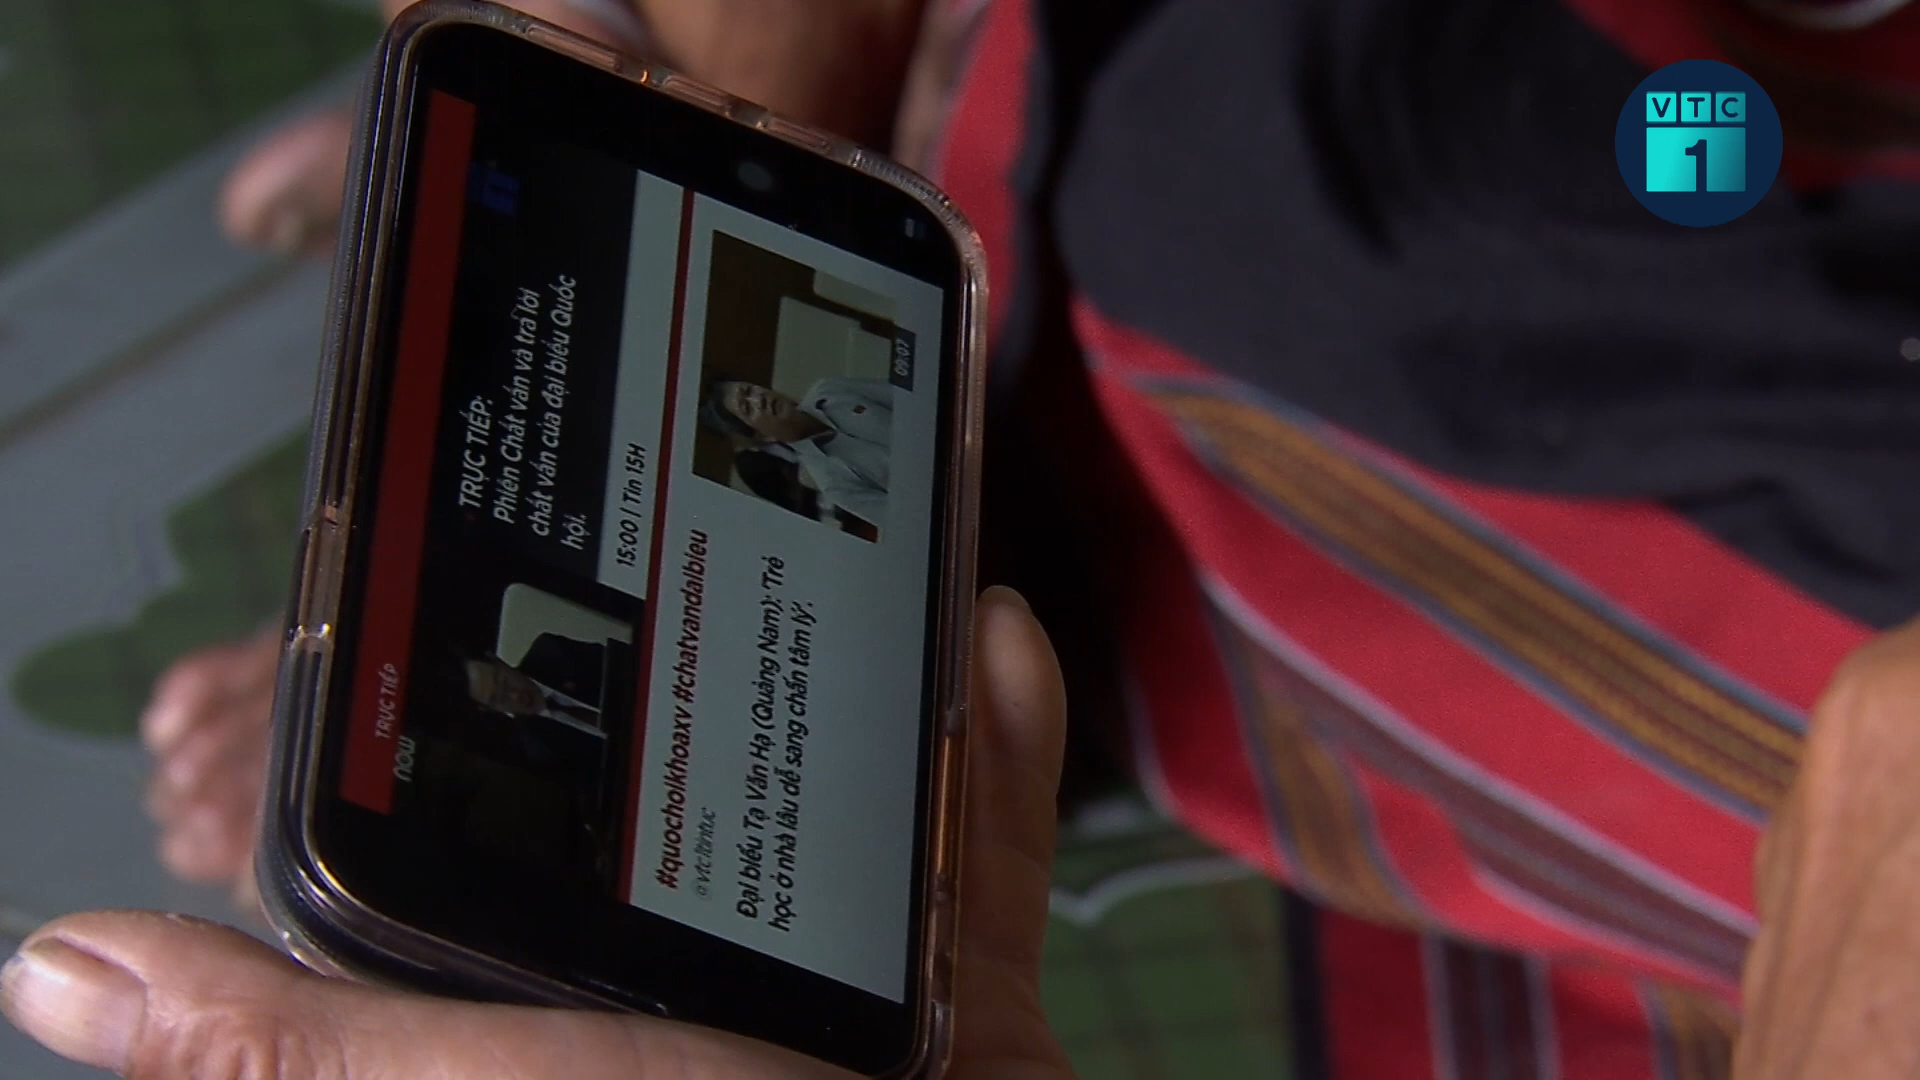 VTC
1
TRỰC TIẾP
now
TRỰC TIẾP:
Phiên Chất vấn và trả lời
chất vấn của đại biểu Quốc
hội.
15:00 | Tin 15H
#quochoikhoaxv #chatvandaibieu
@vtc1tintuc
Đại biểu Tạ Văn Hạ (Quảng Nam): 'Trẻ
học ở nhà lâu dễ sang chấn tâm lý'.
09:07